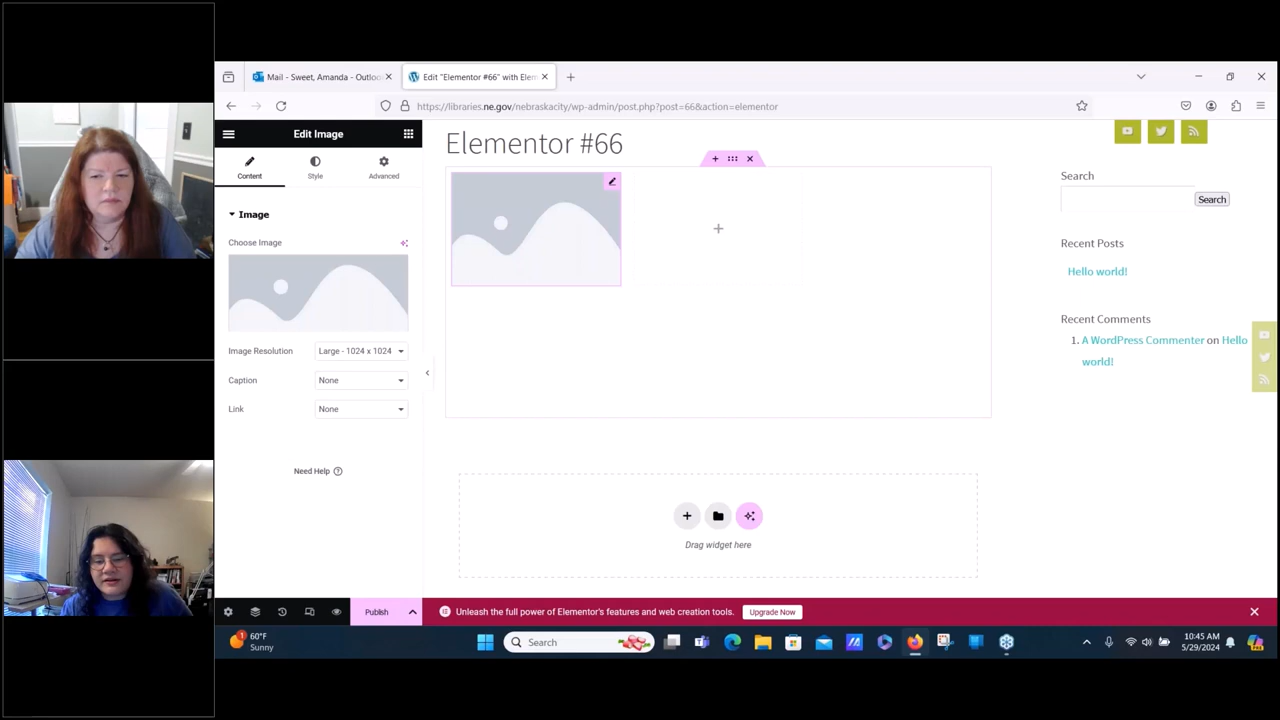 Mail - Sweet, Amanda - Outloo
Edit "Elementor #66" with Elem
https://libraries.ne.gov/nebraskacity/wp-admin/post.php?post=66&action=elementor
Edit Image
Content
Style
Advanced
Image
Choose Image
Image Resolution
Large - 1024 x 1024
Caption
None
Link
None
Need Help
Publish
Elementor #66
Drag widget here
Search
Search
Recent Posts
Hello world!
Recent Comments
1. A WordPress Commenter on Hello
world!
Unleash the full power of Elementor's features and web creation tools.
Upgrade Now
1
60°F
Sunny
Search
10:45 AM
5/29/2024